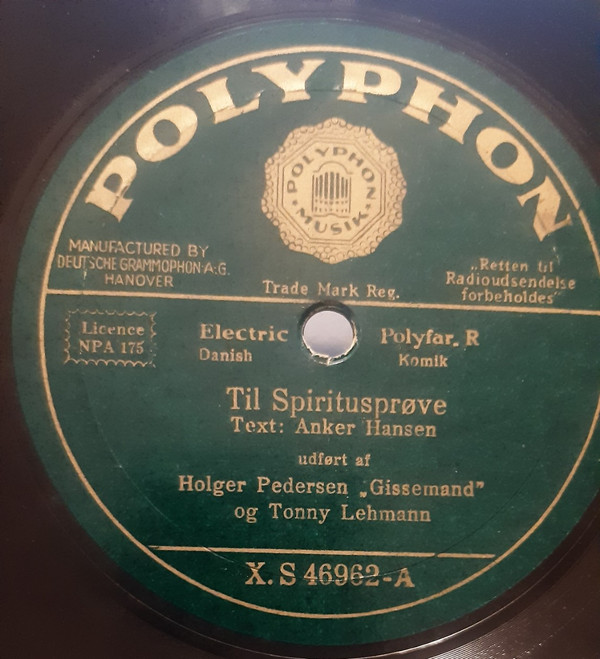 POLYPHON
POLYPHON
MUSIK
MANUFACTURED BY
DEUTSCHE GRAMMOPHON-A.G.
HANOVER
Trade Mark Reg.
„Retten til
Radioudsendelse
forbeholdes“
Licence
NPA 175
Electric
Danish
Polyfar. R
Komik
Til Spiritusprøve
Text: Anker Hansen
udført af
Holger Pedersen „Gissemand”
og Tonny Lehmann
X.S 46962-A